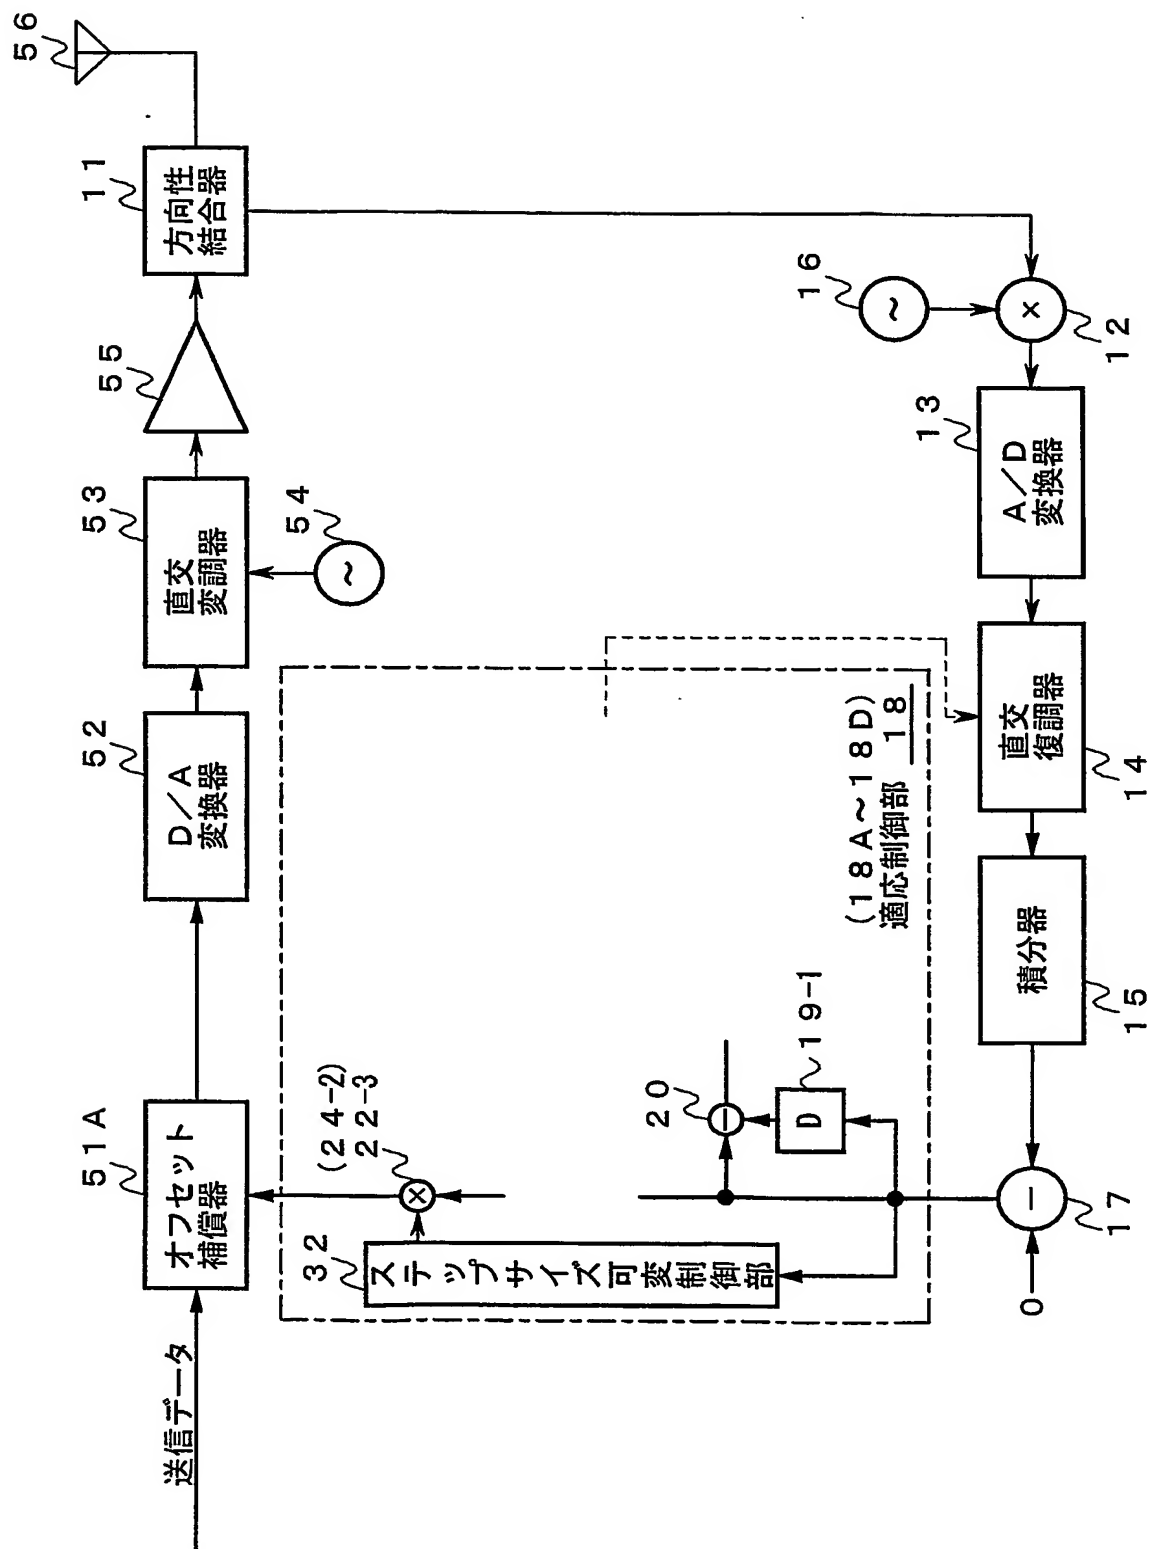 送信データ
51A
オフセット
補償器
52
D/A
変換器
53
直交
変調器
54
~
55
11
方向性
結合器
56
16
~
×
12
13
A/D
変換器
直交
復調器
14
積分器
15
−
17
0
(18A~18D)
適応制御部 18
32
ステップサイズ可変制御部
(24-2)
22-3
×
20
−
D
19-1